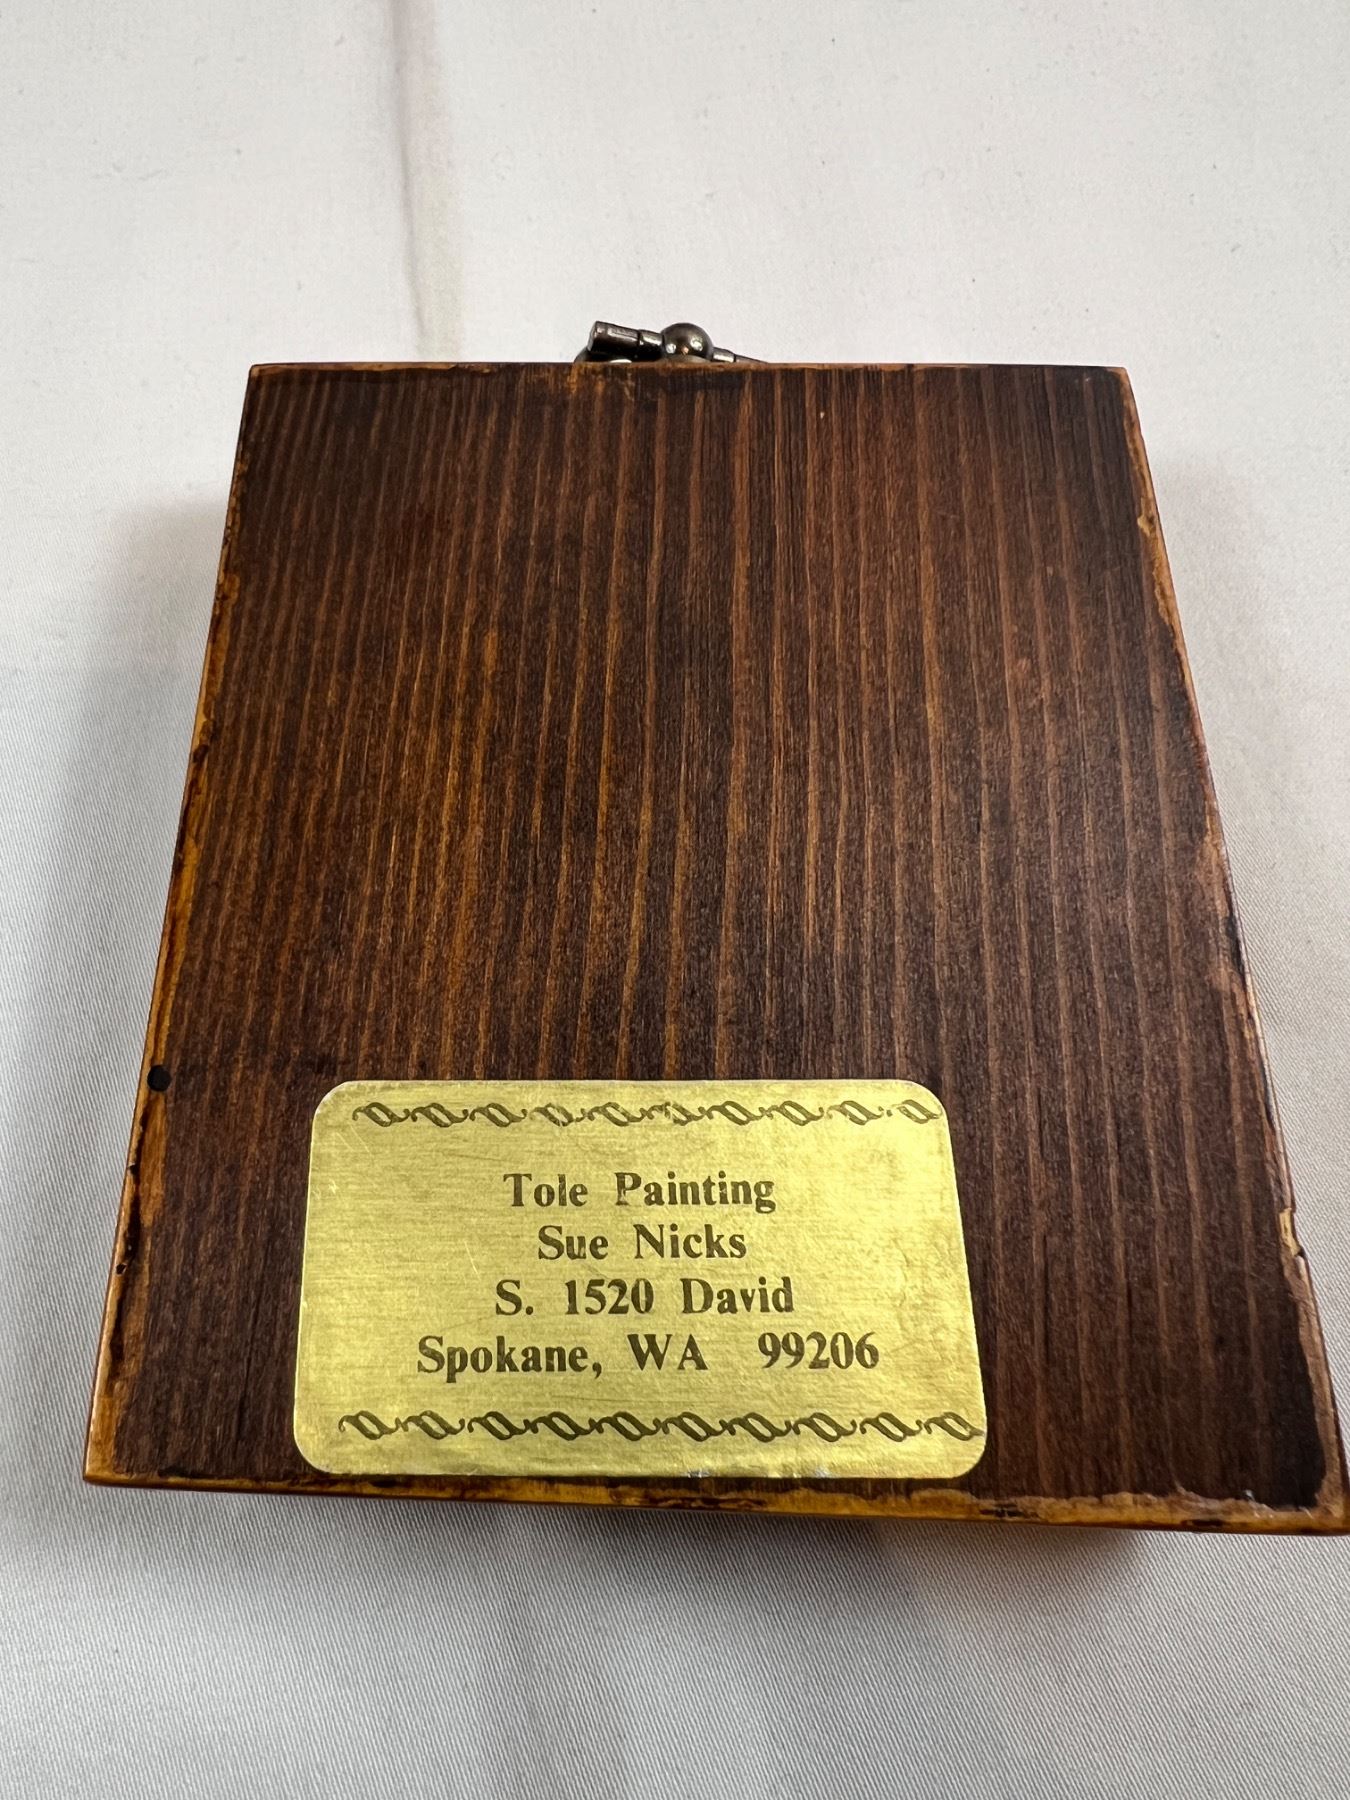 Tole Painting
Sue Nicks
S. 1520 David
Spokane, WA 99206